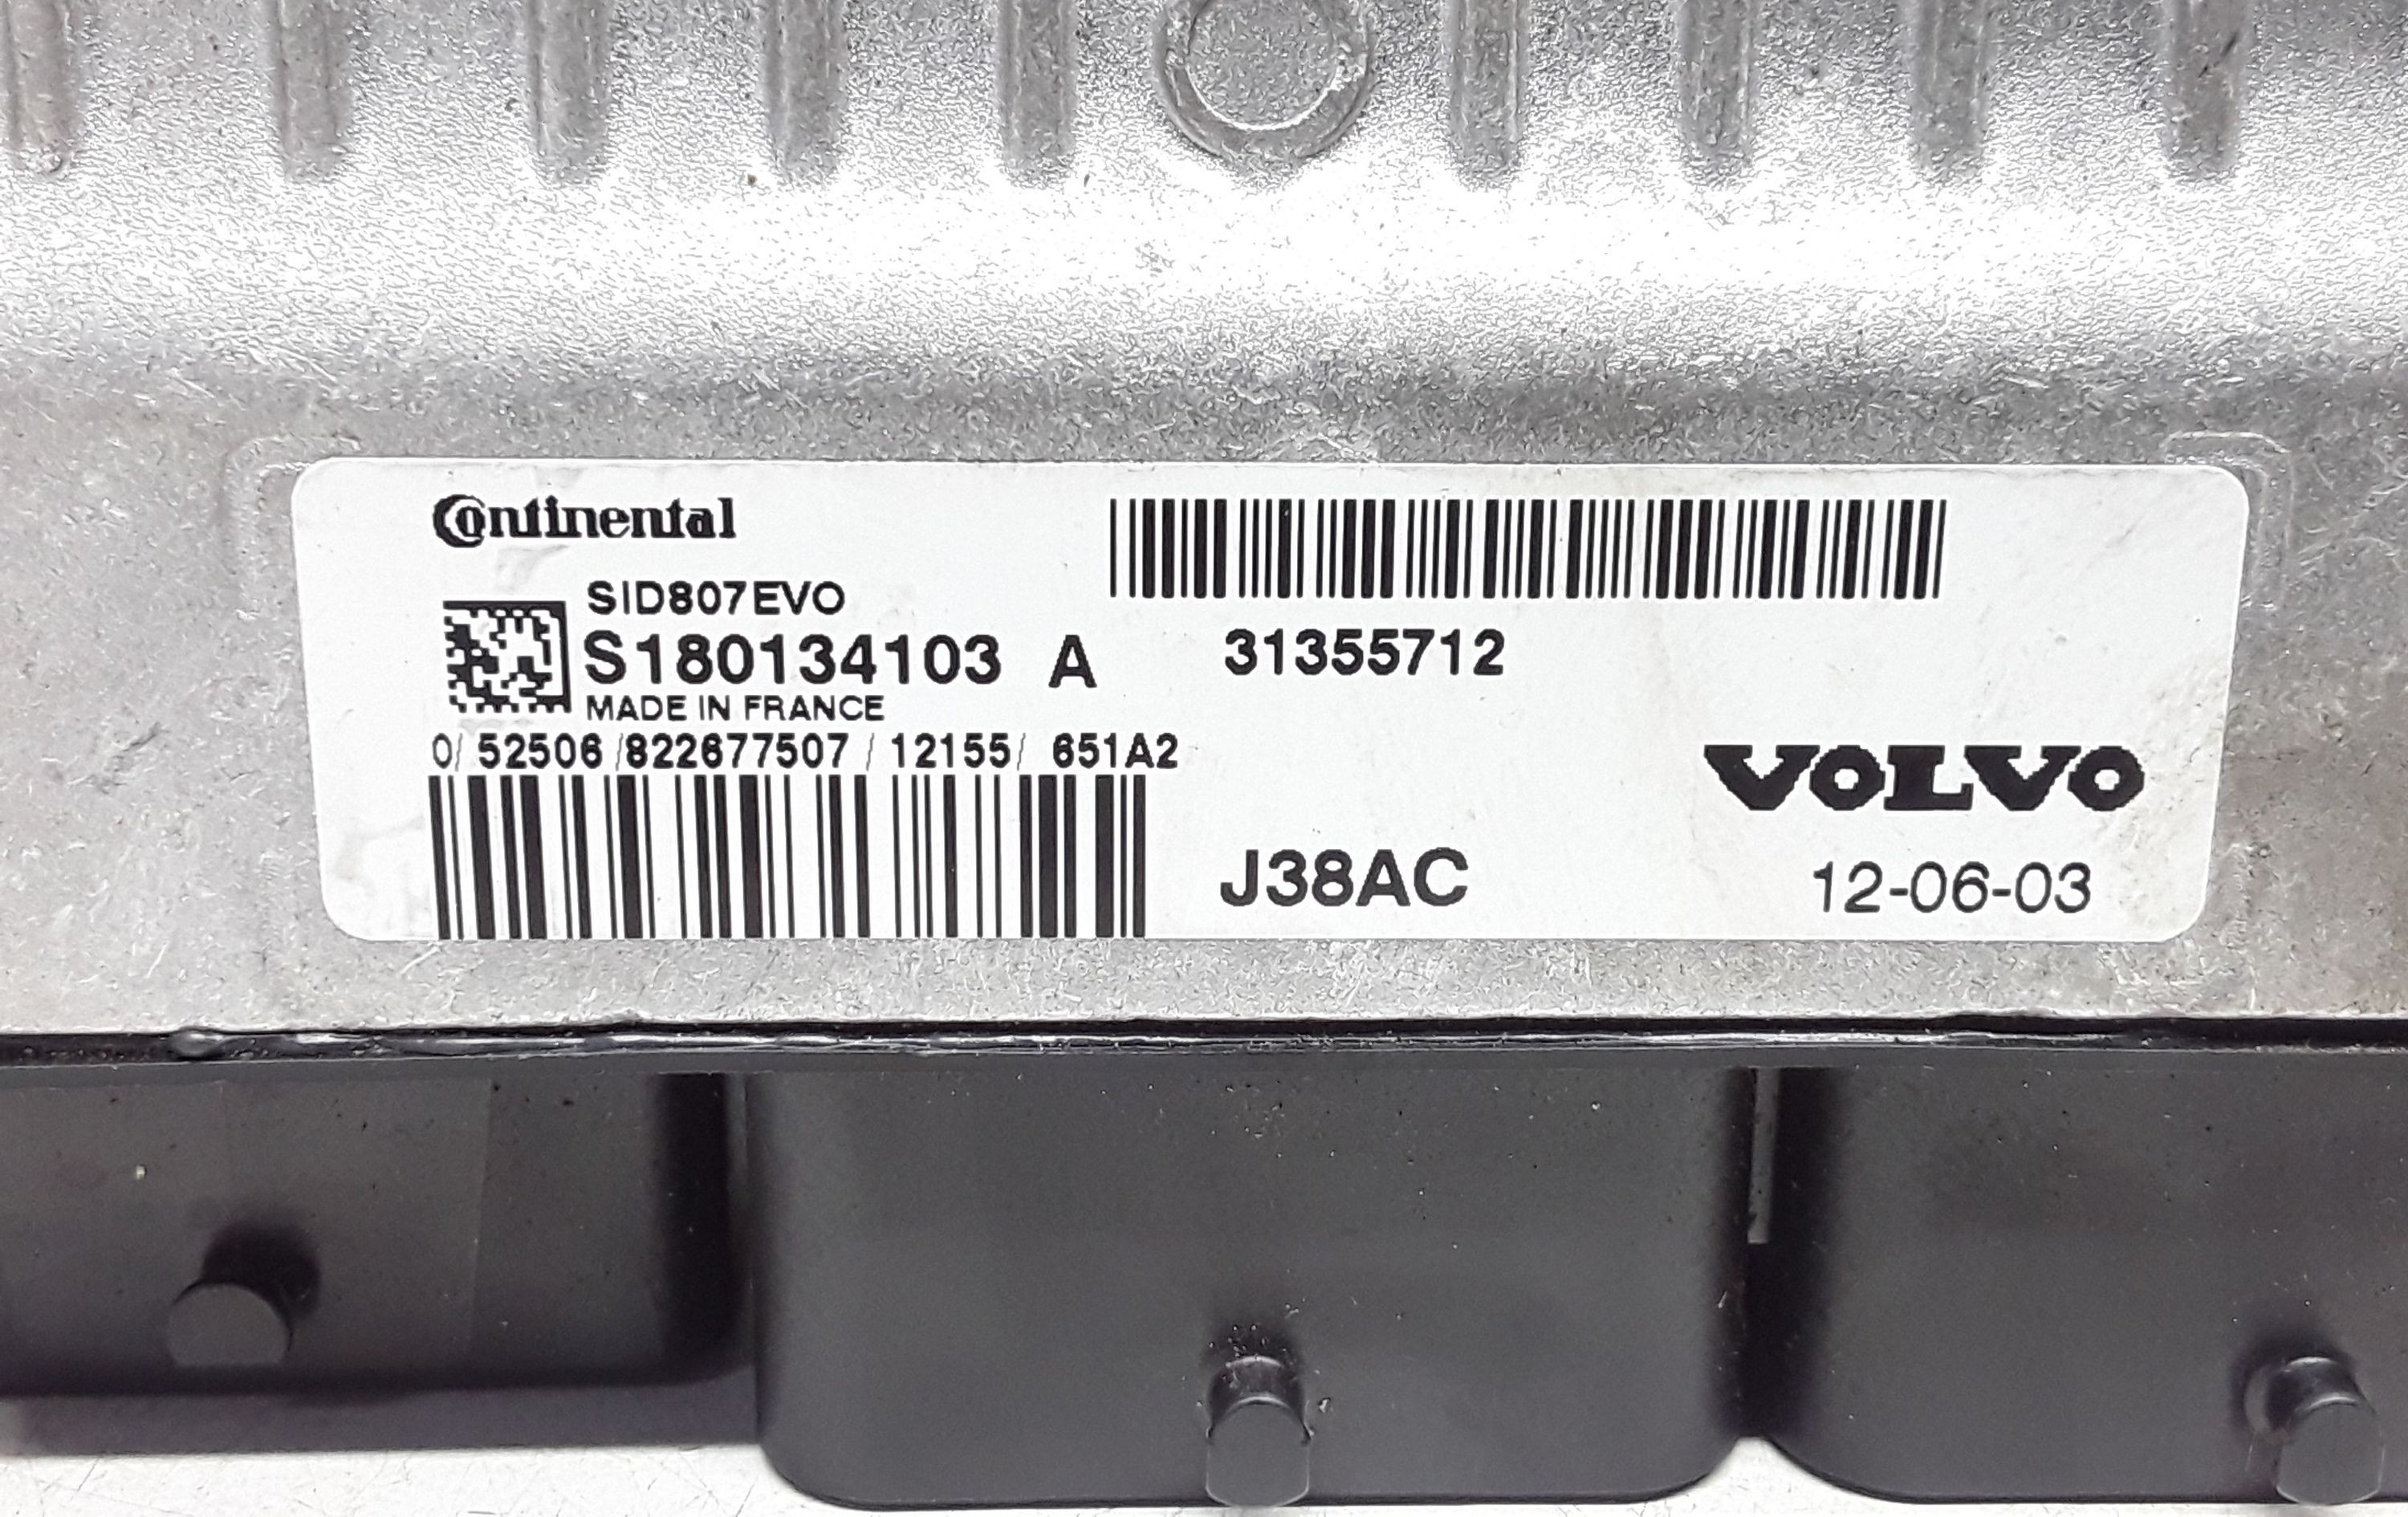 Continental
SID807EVO
S180134103 A
31355712
MADE IN FRANCE
0/ 52506 /822677507 / 12155/ 651A2
VOLVO
J38AC
12-06-03